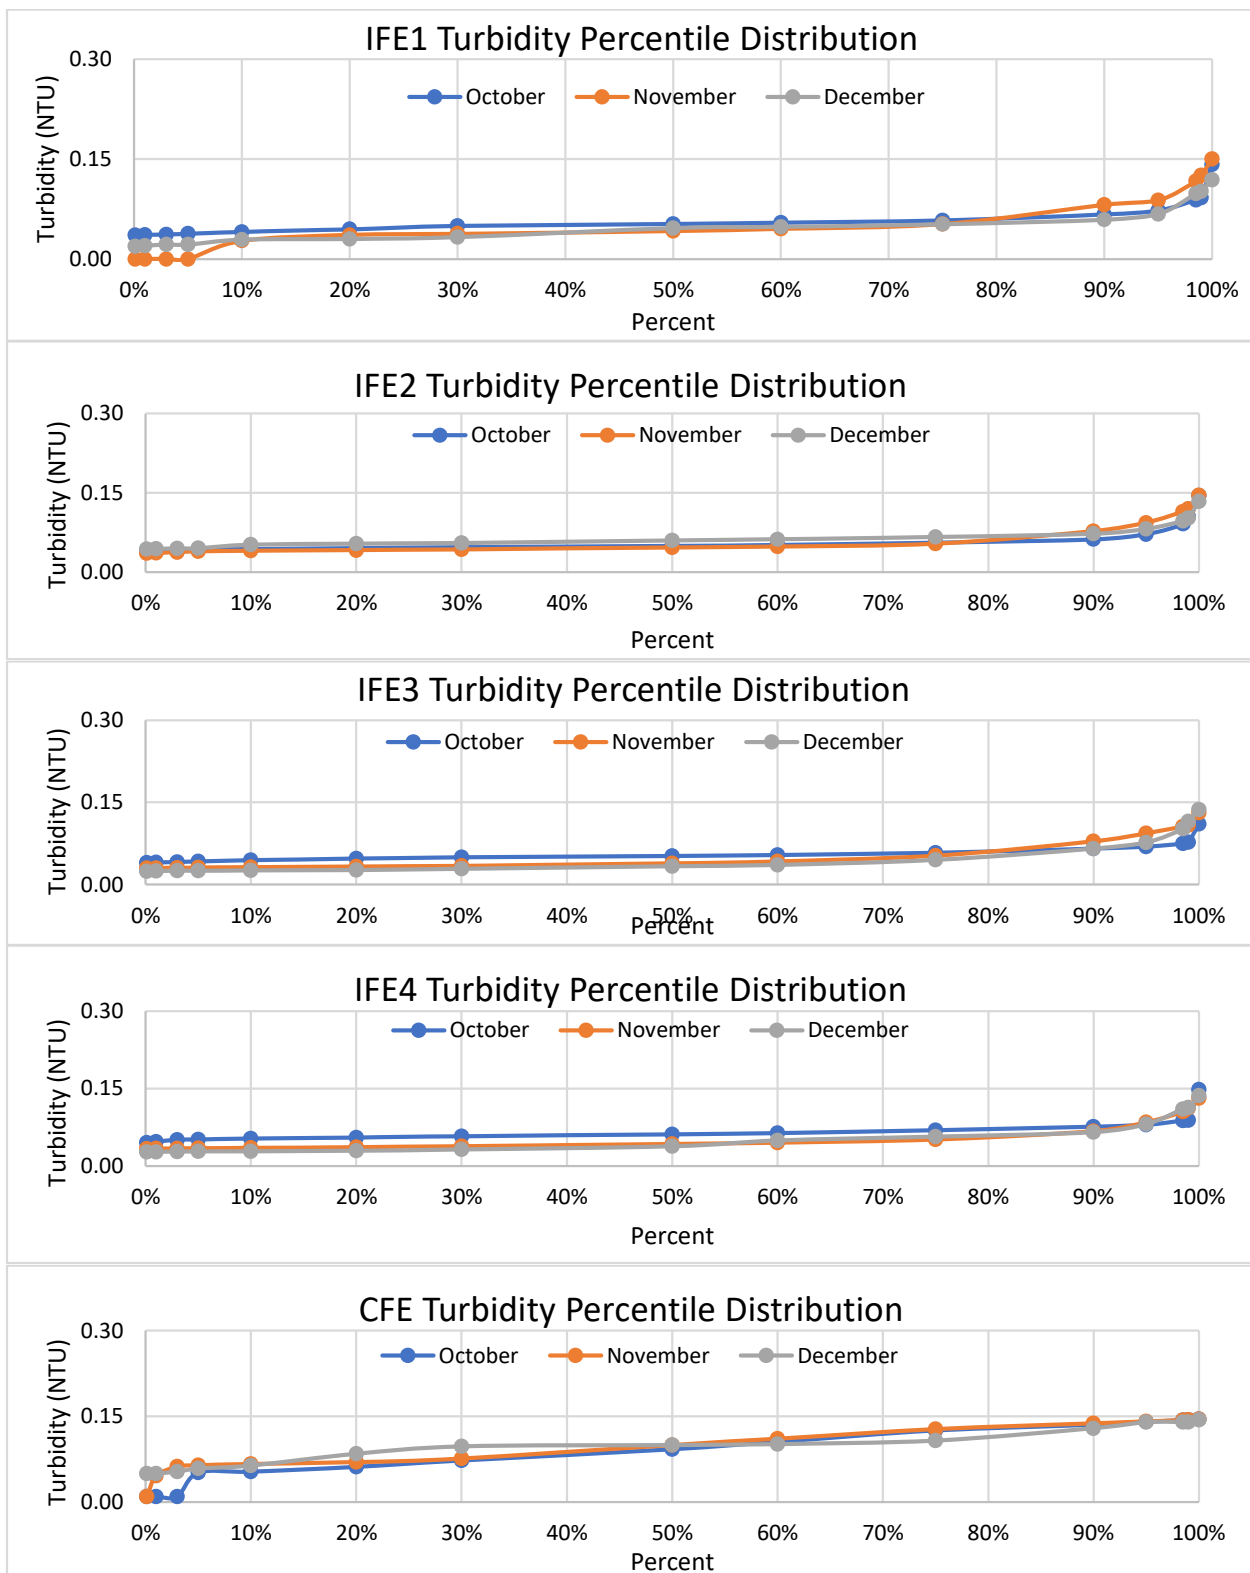 IFE1 Turbidity Percentile Distribution
0.30
October November December
Turbidity (NTU)
0.15
0.00
0% 10% 20% 30% 40% 50% 60% 70% 80% 90% 100%
Percent
IFE2 Turbidity Percentile Distribution
0.30
October November December
Turbidity (NTU)
0.15
0.00
0% 10% 20% 30% 40% 50% 60% 70% 80% 90% 100%
Percent
IFE3 Turbidity Percentile Distribution
0.30
October November December
Turbidity (NTU)
0.15
0.00
0% 10% 20% 30% 40% 50% 60% 70% 80% 90% 100%
Percent
IFE4 Turbidity Percentile Distribution
0.30
October November December
Turbidity (NTU)
0.15
0.00
0% 10% 20% 30% 40% 50% 60% 70% 80% 90% 100%
Percent
CFE Turbidity Percentile Distribution
0.30
October November December
Turbidity (NTU)
0.15
0.00
0% 10% 20% 30% 40% 50% 60% 70% 80% 90% 100%
Percent